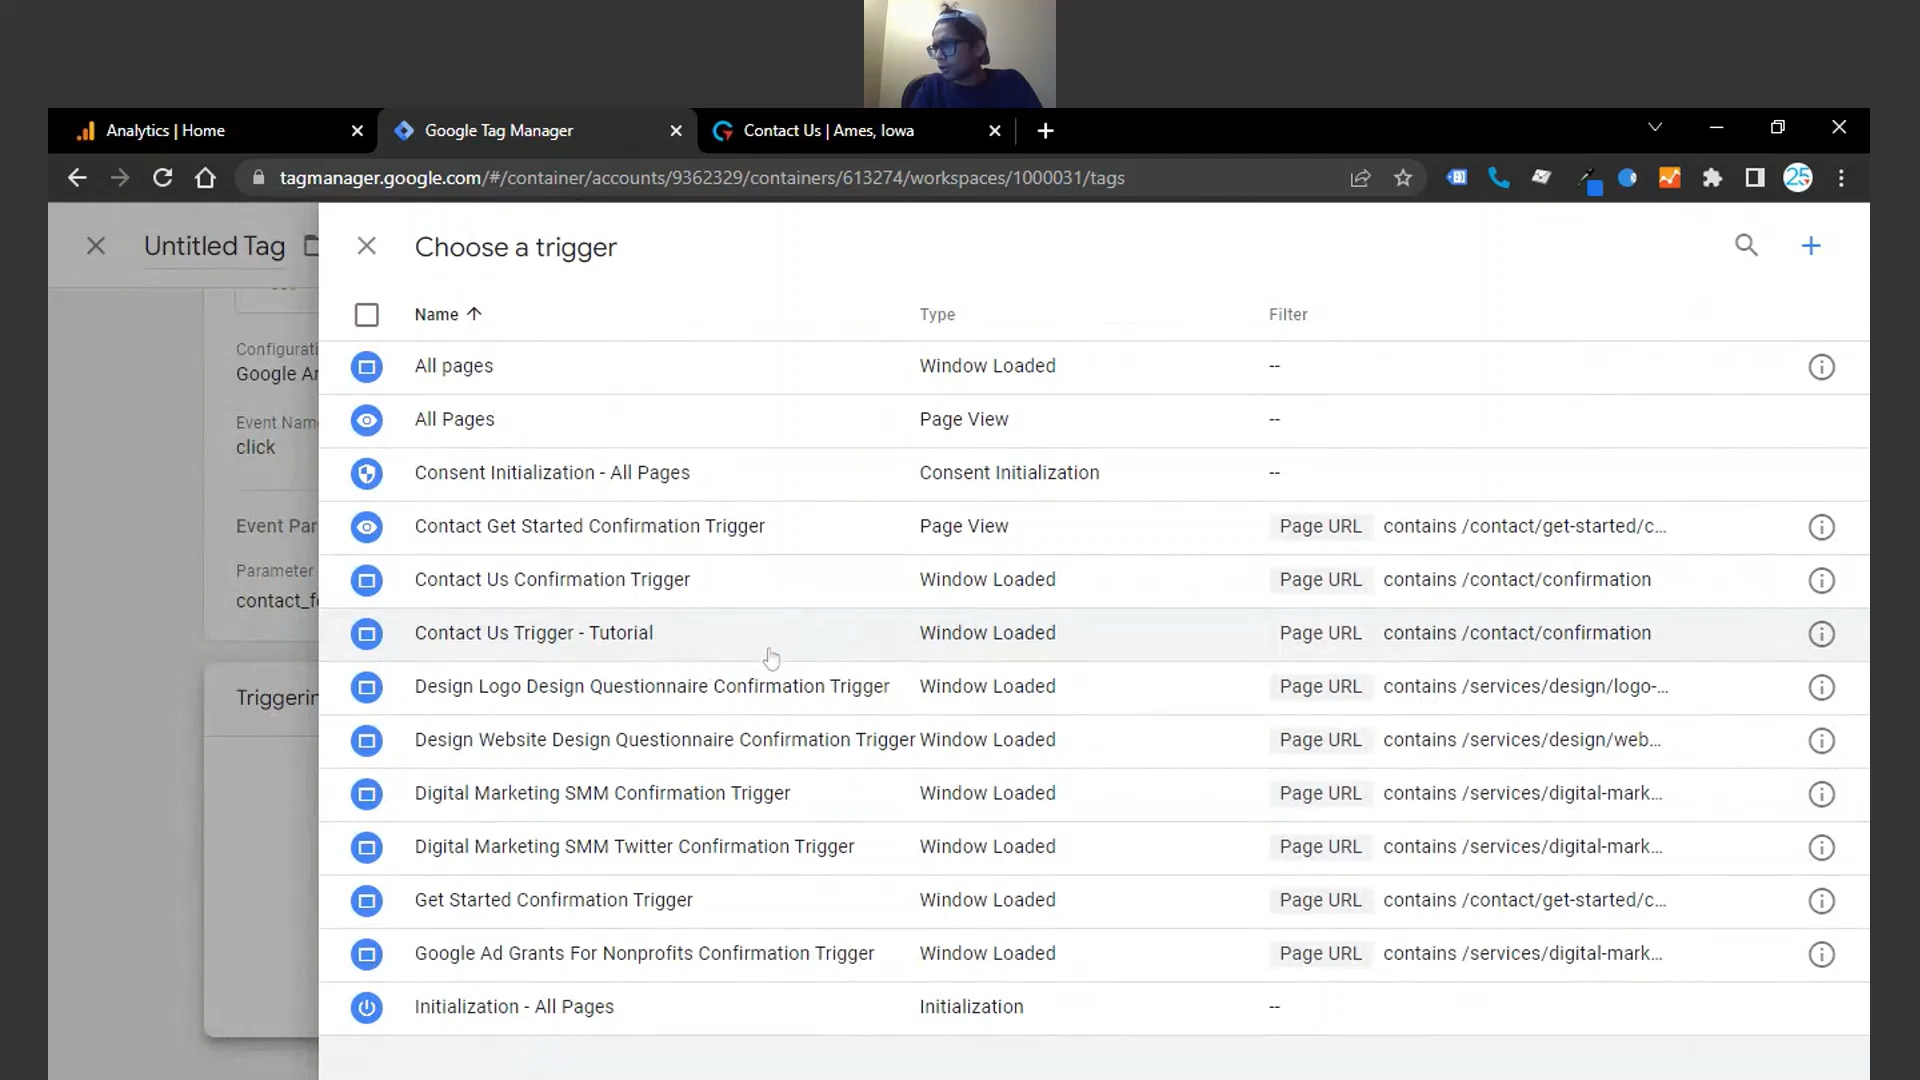 Analytics | Home
Google Tag Manager
Contact Us | Ames, Iowa
tagmanager.google.com/#/container/accounts/9362329/containers/613274/workspaces/1000031/tags
25
Untitled Tag
Choose a trigger
Name
Type
Filter
Configurati
Google An
Event Name
click
Event Par
Parameter
contact_fo
Triggerin
All pages
Window Loaded
--
All Pages
Page View
--
Consent Initialization - All Pages
Consent Initialization
--
Contact Get Started Confirmation Trigger
Page View
Page URL contains /contact/get-started/c...
Contact Us Confirmation Trigger
Window Loaded
Page URL contains /contact/confirmation
Contact Us Trigger - Tutorial
Window Loaded
Page URL contains /contact/confirmation
Design Logo Design Questionnaire Confirmation Trigger
Window Loaded
Page URL contains /services/design/logo-...
Design Website Design Questionnaire Confirmation Trigger
Window Loaded
Page URL contains /services/design/web...
Digital Marketing SMM Confirmation Trigger
Window Loaded
Page URL contains /services/digital-mark...
Digital Marketing SMM Twitter Confirmation Trigger
Window Loaded
Page URL contains /services/digital-mark...
Get Started Confirmation Trigger
Window Loaded
Page URL contains /contact/get-started/c...
Google Ad Grants For Nonprofits Confirmation Trigger
Window Loaded
Page URL contains /services/digital-mark...
Initialization - All Pages
Initialization
--